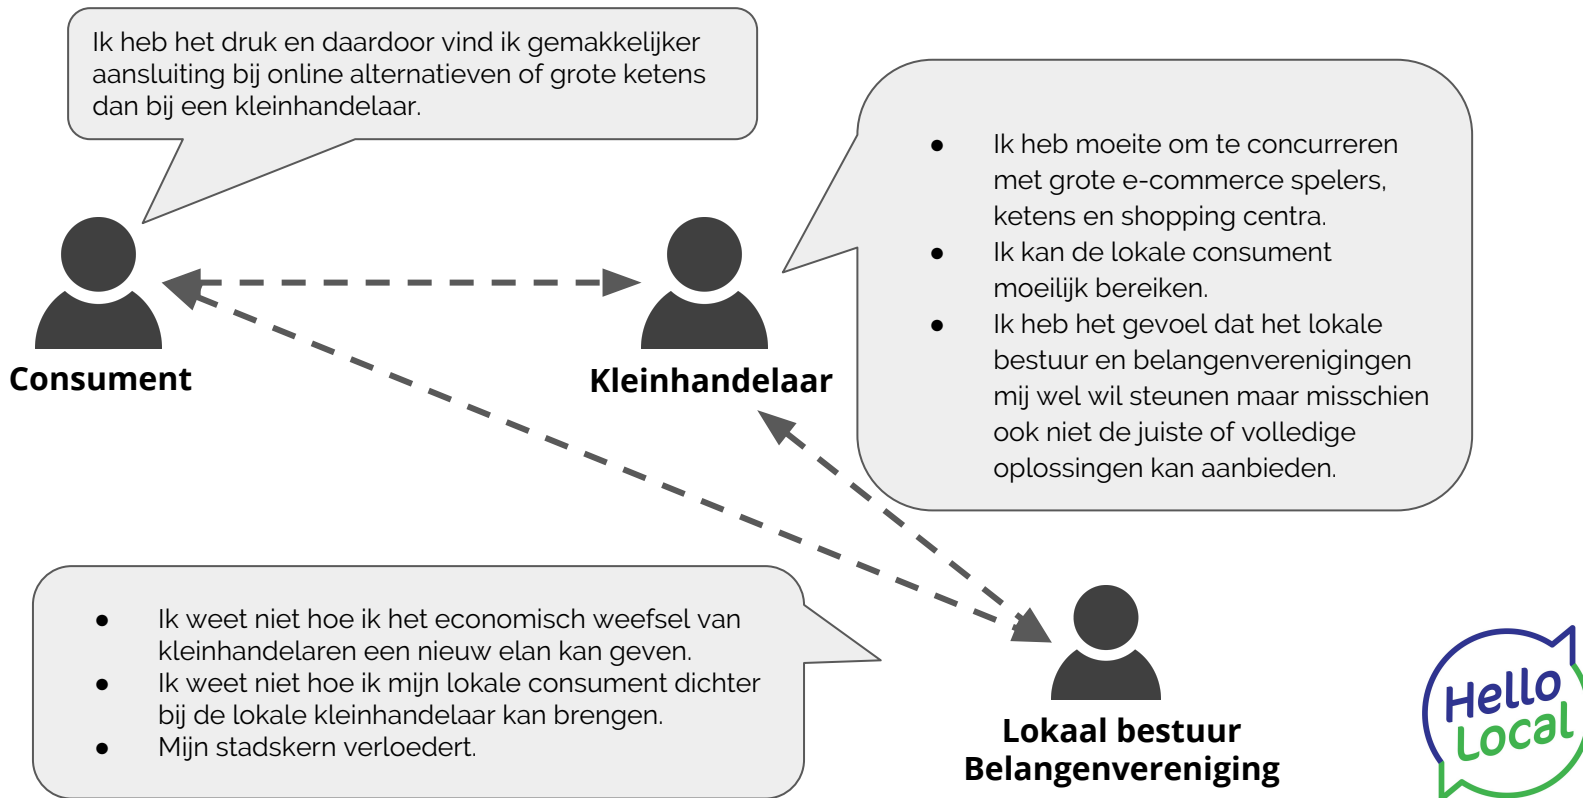 Ik heb het druk en daardoor vind ik gemakkelijker
aansluiting bij online alternatieven of grote ketens
dan bij een kleinhandelaar.
● Ik heb moeite om te concurreren
met grote e-commerce spelers,
ketens en shopping centra.
● Ik kan de lokale consument
moeilijk bereiken.
● Ik heb het gevoel dat het lokale
bestuur en belangenverenigingen
mij wel wil steunen maar misschien
ook niet de juiste of volledige
oplossingen kan aanbieden.
Consument
Kleinhandelaar
● Ik weet niet hoe ik het economisch weefsel van
kleinhandelaren een nieuw elan kan geven.
● Ik weet niet hoe ik mijn lokale consument dichter
bij de lokale kleinhandelaar kan brengen.
● Mijn stadskern verloedert.
Lokaal bestuur
Belangenvereniging
Hello
Local